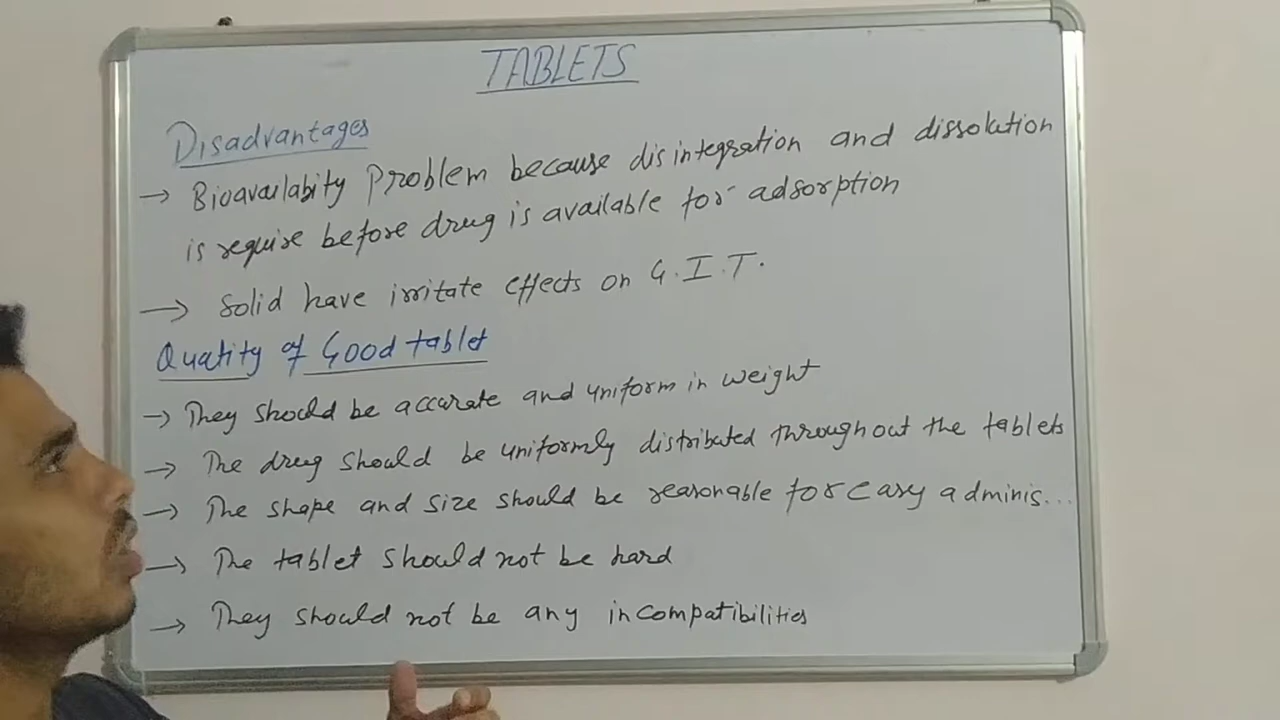 TABLETS
Disadvantages
→ Bioavailabity Problem because disintegration and dissolution
is require before drug is available for adsorption
→ Solid have irritate effects on G.I.T.
Quality of Good tablet
→ They should be accurate and uniform in weight
→ The drug should be uniformly distributed throughout the tablets
→ The shape and size should be reasonable for easy adminis...
→ The tablet should not be hard
→ They should not be any incompatibilities